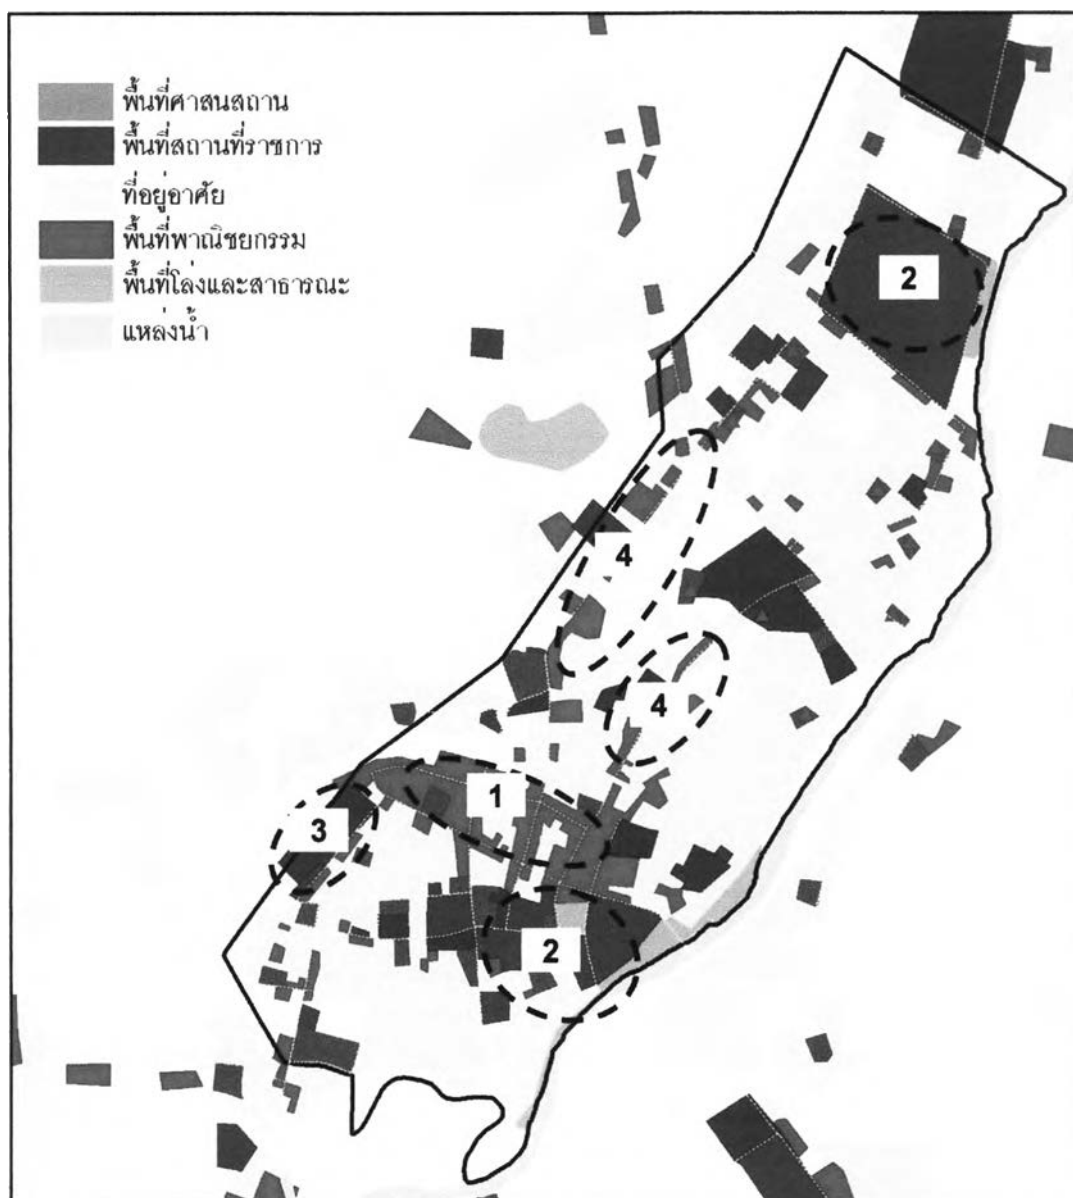 พื้นที่ศาสนสถาน
พื้นที่สถานที่ราชการ
ที่อยู่อาศัย
พื้นที่พาณิชยกรรม
พื้นที่โล่งและสาธารณะ
แหล่งน้ำ
2
4
4
1
3
2